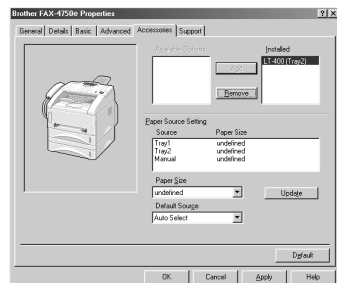 Brother FAX-4750e Properties
General Details Basic Advanced Accessories Support
Available Options
Installed
LT-400 (Tray2)
Add
Remove
Paper Source Setting
Source Paper Size
Tray1 undefined
Tray2 undefined
Manual undefined
Paper Size
undefined
Update
Default Source
Auto Select
Default
OK Cancel Apply Help